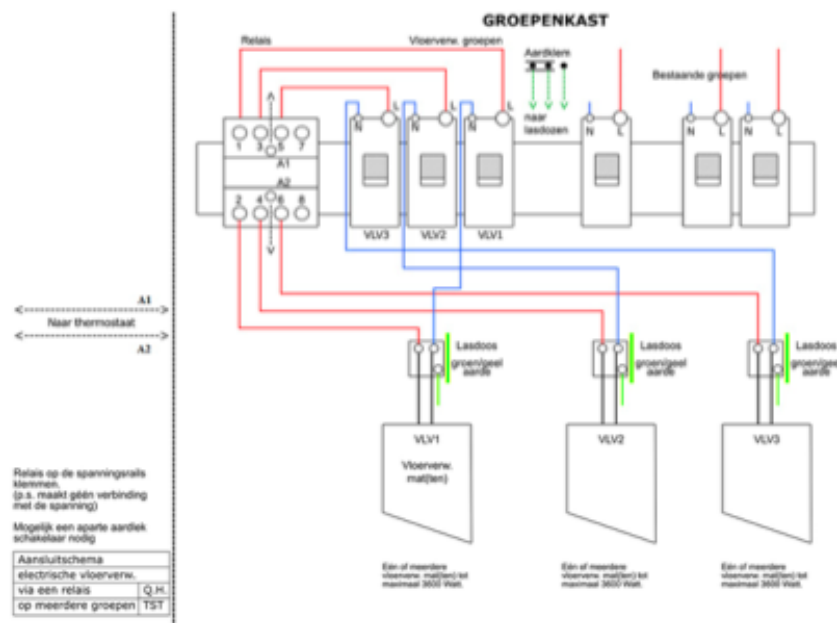 GROEPENKAST
Relais
Vloerverw. groepen
Aardklem
Bestaande groepen
L
L
L
N
N
N
naar
lasdozen
N
L
N
L
N
L
1
3
5
7
A1
A2
2
4
6
8
VLV3
VLV2
VLV1
A1
Naar thermostaat
A2
Lasdoos
groen/geel
aarde
Lasdoos
groen/geel
aarde
Lasdoos
groen/geel
aarde
VLV1
Vloerverw.
mat(ten)
VLV2
VLV3
Relais op de spanningsrails
klemmen.
(p.s. maakt géén verbinding
met de spanning)
Mogelijk een aparte aardlek
schakelaar nodig
Aansluitschema
electrische vloerverw.
via een relais Q.H.
op meerdere groepen TST
Eén of meerdere
vloerverw. mat(ten) tot
maximaal 3600 Watt.
Eén of meerdere
vloerverw. mat(ten) tot
maximaal 3600 Watt.
Eén of meerdere
vloerverw. mat(ten) tot
maximaal 3600 Watt.